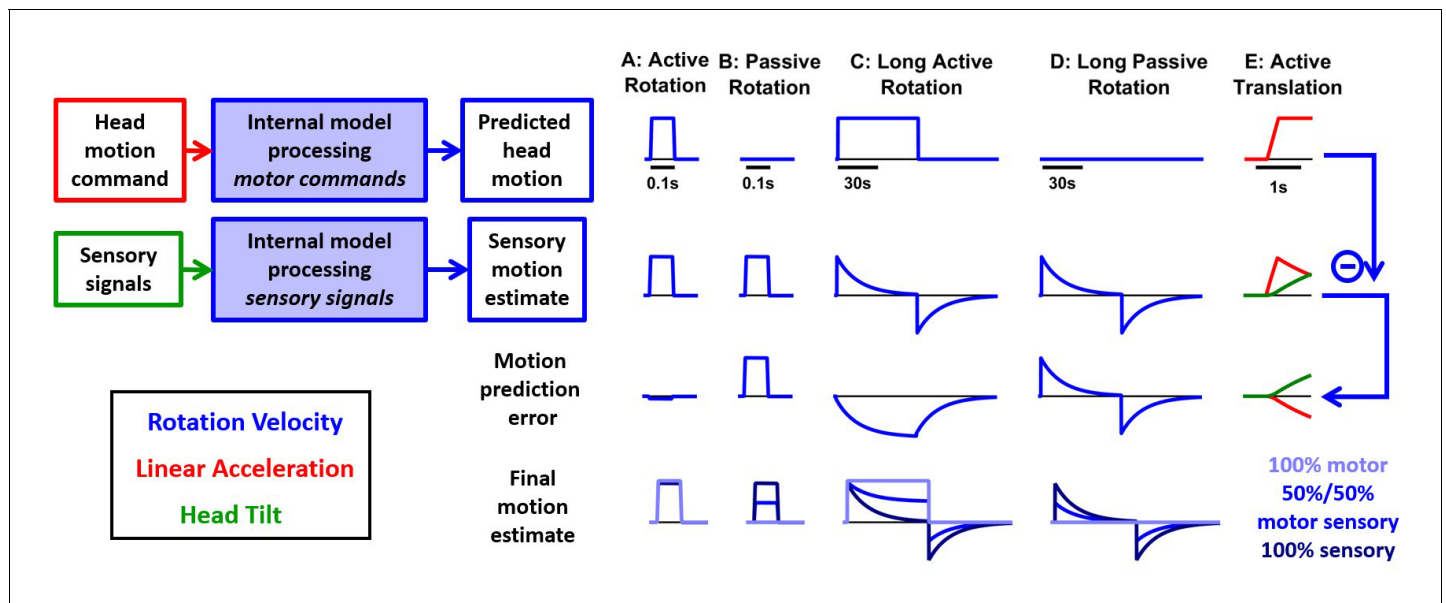 A: Active
Rotation
B: Passive
Rotation
C: Long Active
Rotation
D: Long Passive
Rotation
E: Active
Translation
Head
motion
command
Internal model
processing
motor commands
Predicted
head
motion
0.1s
0.1s
30s
30s
1s
Sensory
signals
Internal model
processing
sensory signals
Sensory
motion
estimate
Motion
prediction
error
Rotation Velocity
Linear Acceleration
Head Tilt
Final
motion
estimate
100% motor
50%/50%
motor sensory
100% sensory